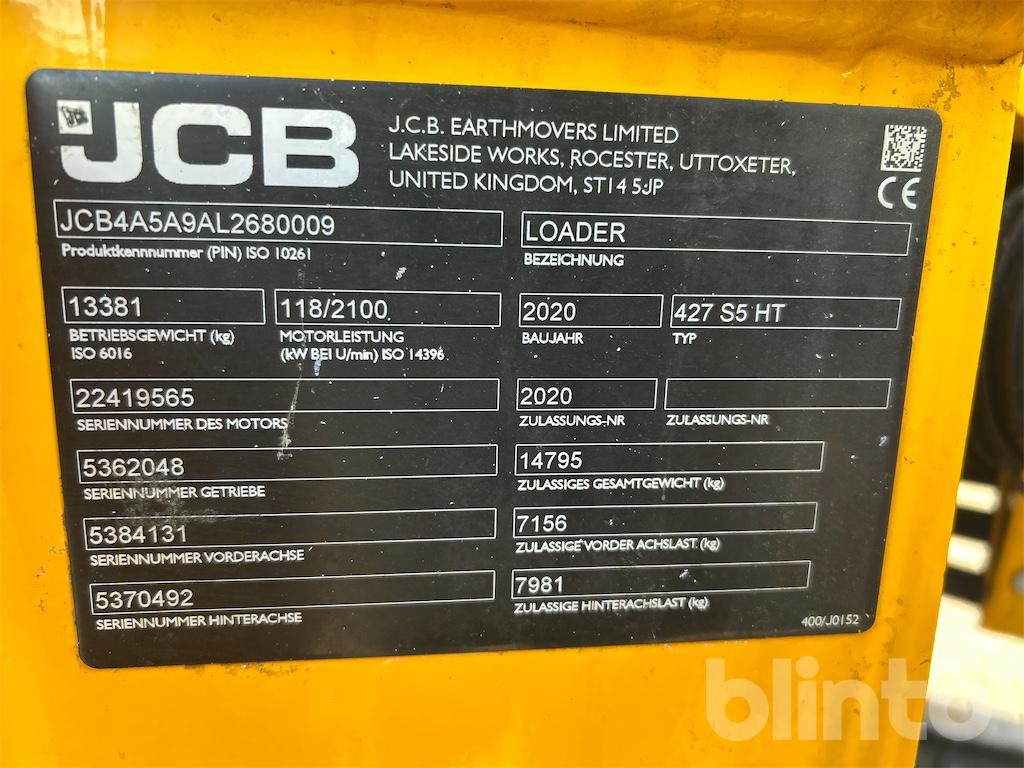 JCB
J.C.B. EARTHMOVERS LIMITED
LAKESIDE WORKS, ROCESTER, UTTOXETER,
UNITED KINGDOM, ST14 5JP
CE
JCB4A5A9AL2680009
Produktkennnummer (PIN) ISO 10261
LOADER
BEZEICHNUNG
13381
BETRIEBSGEWICHT (kg)
ISO 6016
118/2100
MOTORLEISTUNG
(kW BEI U/min) ISO 14396
2020
BAUJAHR
427 S5 HT
TYP
22419565
SERIENNUMMER DES MOTORS
2020
ZULASSUNGS-NR
ZULASSUNGS-NR
5362048
SERIENNUMMER GETRIEBE
14795
ZULASSIGES GESAMTGEWICHT (kg)
5384131
SERIENNUMMER VORDERACHSE
7156
ZULASSIGE VORDER ACHSLAST. (kg)
5370492
SERIENNUMMER HINTERACHSE
7981
ZULASSIGE HINTERACHSLAST (kg)
400/J0152
blinto